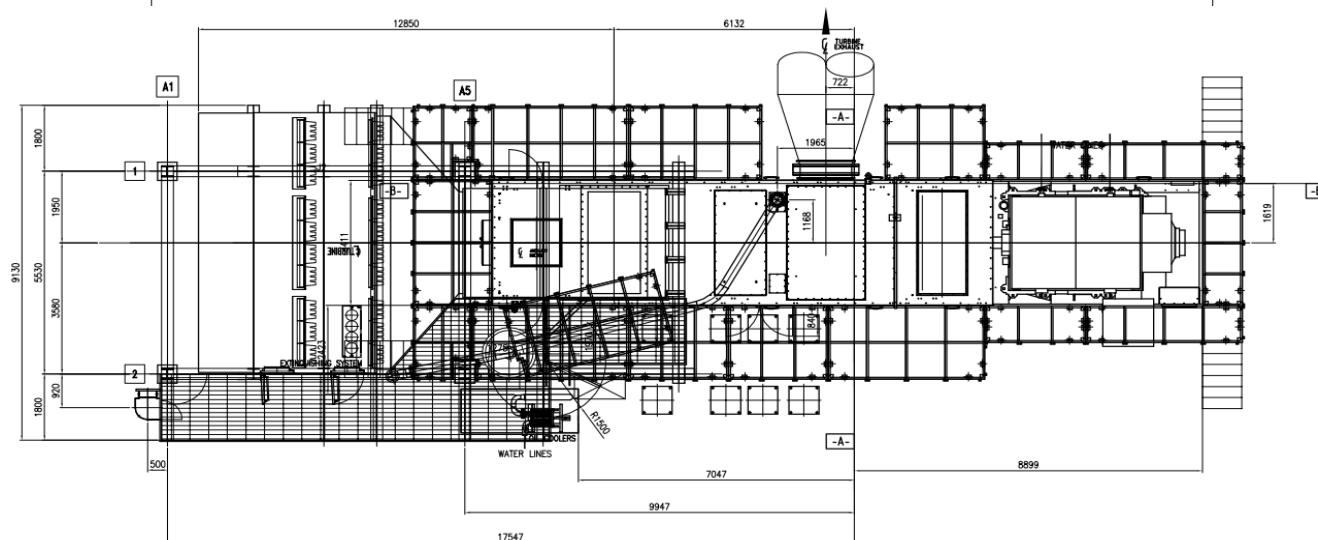 12850
6132
TURBINE
EXHAUST
A1
A5
722
-A-
1800
1965
WATER LINES
1
-B-
1950
1168
1619
9130
5530
TURBINE
3580
840
EXTINGUISHING SYSTEM
2
920
1800
R1500
OIL COOLERS
-A-
WATER LINES
500
8899
7047
9947
17547